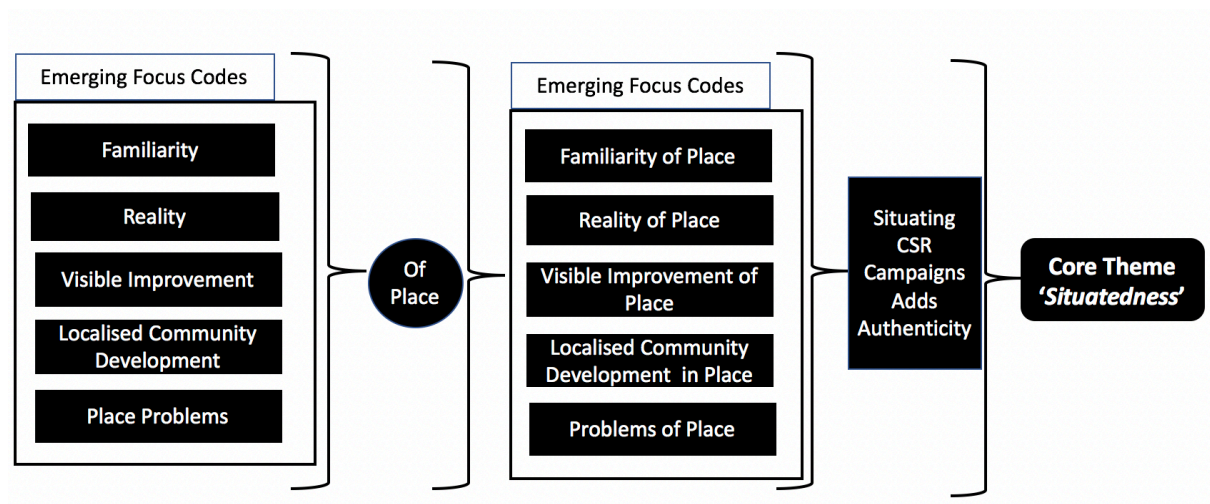 Emerging Focus Codes
Familiarity
Reality
Visible Improvement
Localised Community
Development
Place Problems
Of
Place
Emerging Focus Codes
Familiarity of Place
Reality of Place
Visible Improvement of
Place
Localised Community
Development in Place
Problems of Place
Situating
CSR
Campaigns
Adds
Authenticity
Core Theme
‘Situatedness’